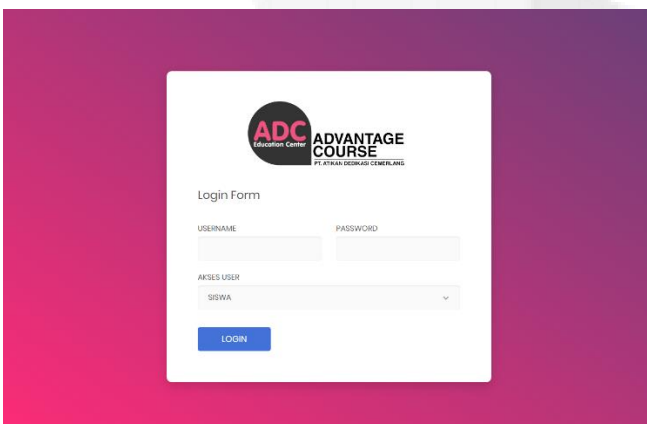 ADC
Education Center
ADVANTAGE
COURSE
PT. ATIKAN DEDIKASI CEMERLANG
Login Form
USERNAME PASSWORD
AKSES USER
SISWA
LOGIN